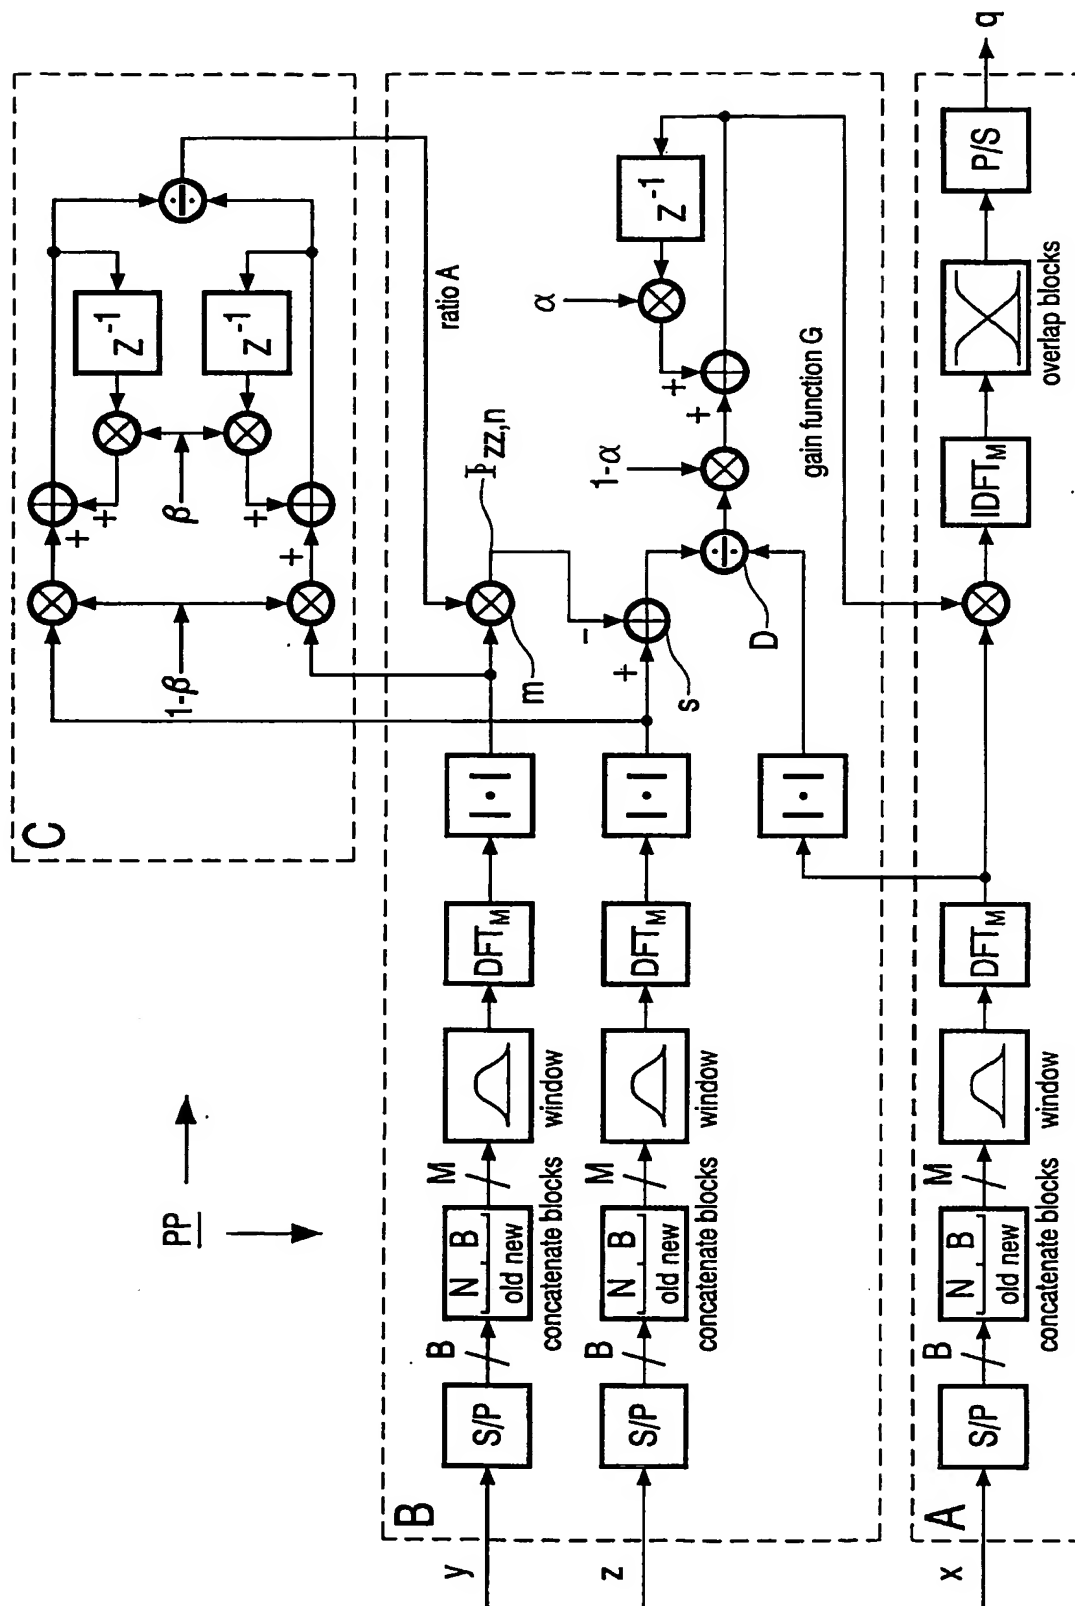 PP
C
1-β
β
+
+
+
+
z⁻¹
z⁻¹
÷
ratio A
B
y
S/P
B
N B
old new
concatenate blocks
M
window
DFT_M
|•|
m
Φzz,n
z
S/P
B
N B
old new
concatenate blocks
M
window
DFT_M
|•|
+
-
s
|•|
D
÷
1-α
+
+
α
z⁻¹
gain function G
A
x
S/P
B
N B
old new
concatenate blocks
M
window
DFT_M
IDFT_M
overlap blocks
P/S
q